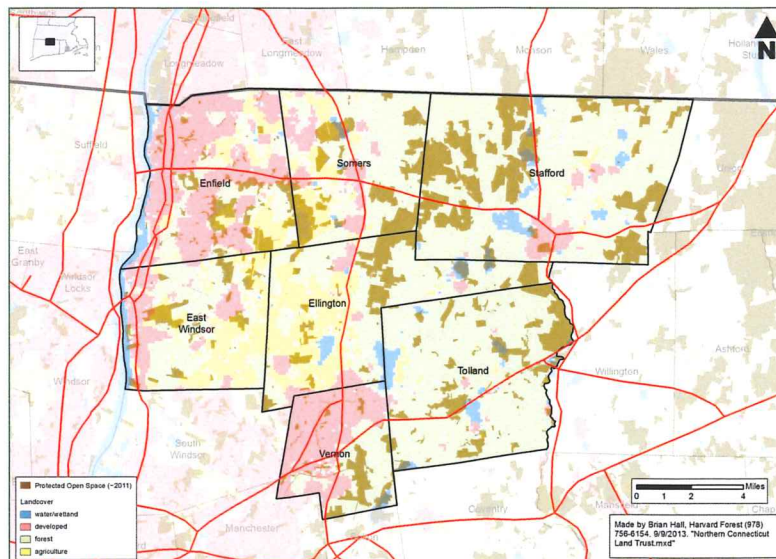 East
Longmeadow
Hampden
Monson
Wales
Longmeadow
N
Suffield
Somers
Enfield
Stafford
Union
East
Granby
Windsor
Locks
Ellington
East
Windsor
Tolland
Willington
Ashford
Windsor
South
Windsor
Vernon
Manchester
Coventry
Mansfield
Protected Open Space (~2011)
Landcover
water/wetland
developed
forest
agriculture
Miles
0 1 2 4
Made by Brian Hall, Harvard Forest (978)
756-6154. 9/9/2013. "Northern Connecticut
Land Trust.mxd"